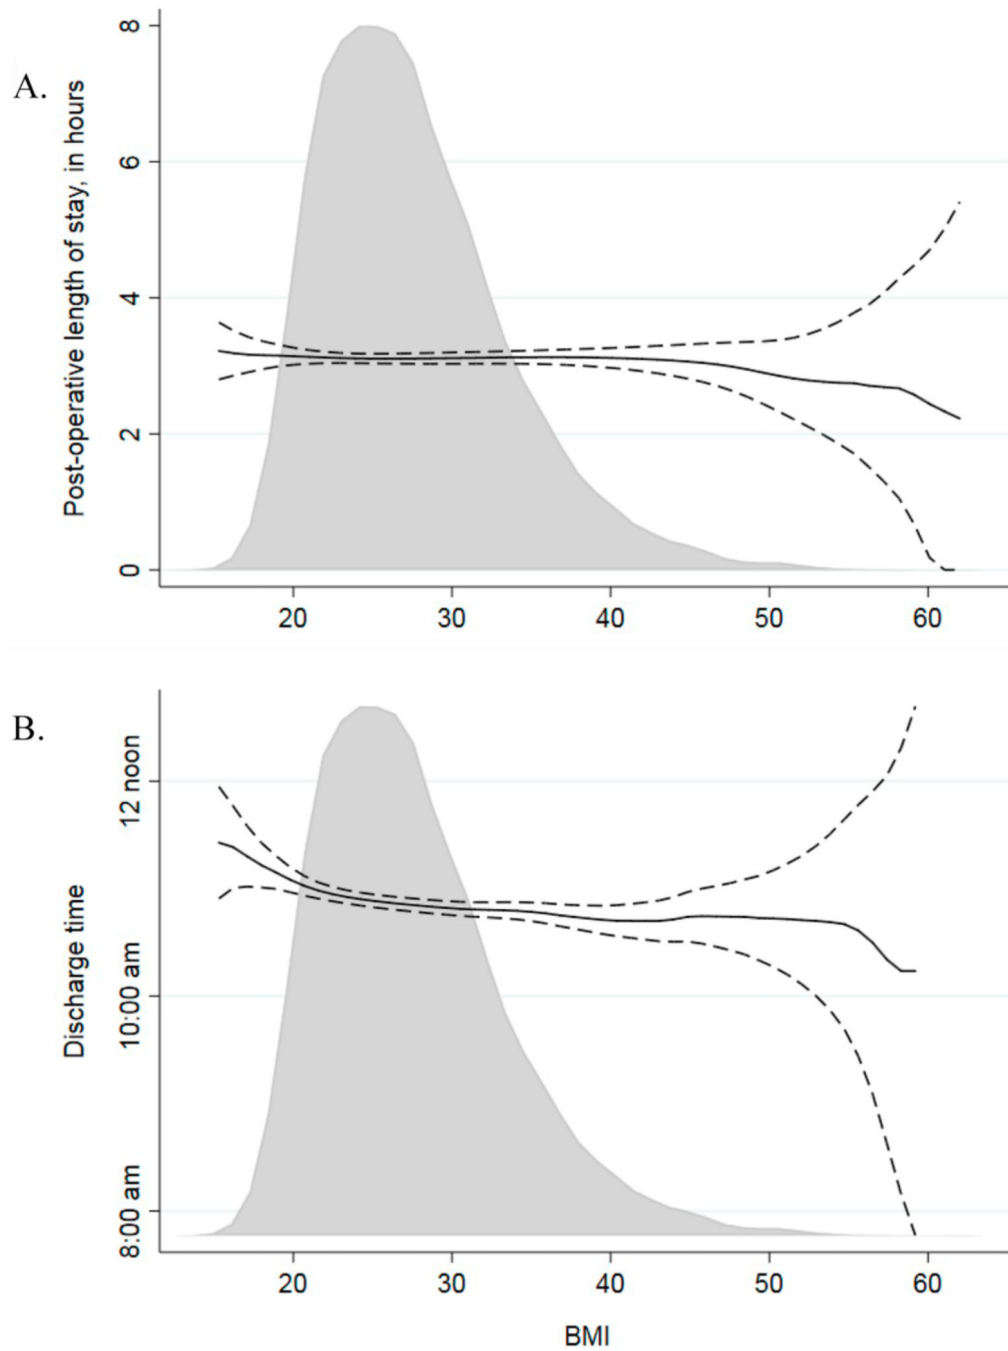 A.
Post-operative length of stay, in hours
8
6
4
2
0
20 30 40 50 60
B.
Discharge time
12 noon
10:00 am
8:00 am
20 30 40 50 60
BMI